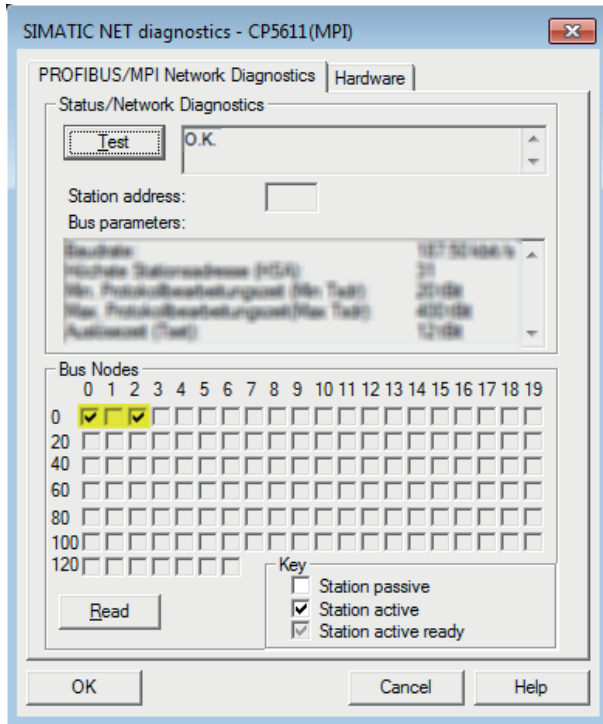 SIMATIC NET diagnostics - CP5611(MPI)
PROFIBUS/MPI Network Diagnostics Hardware
Status/Network Diagnostics
Test O.K.
Station address:
Bus parameters:
Bus Nodes
0 1 2 3 4 5 6 7 8 9 10 11 12 13 14 15 16 17 18 19
0
20
40
60
80
100
120
Key
Station passive
Read
Station active
Station active ready
OK Cancel Help